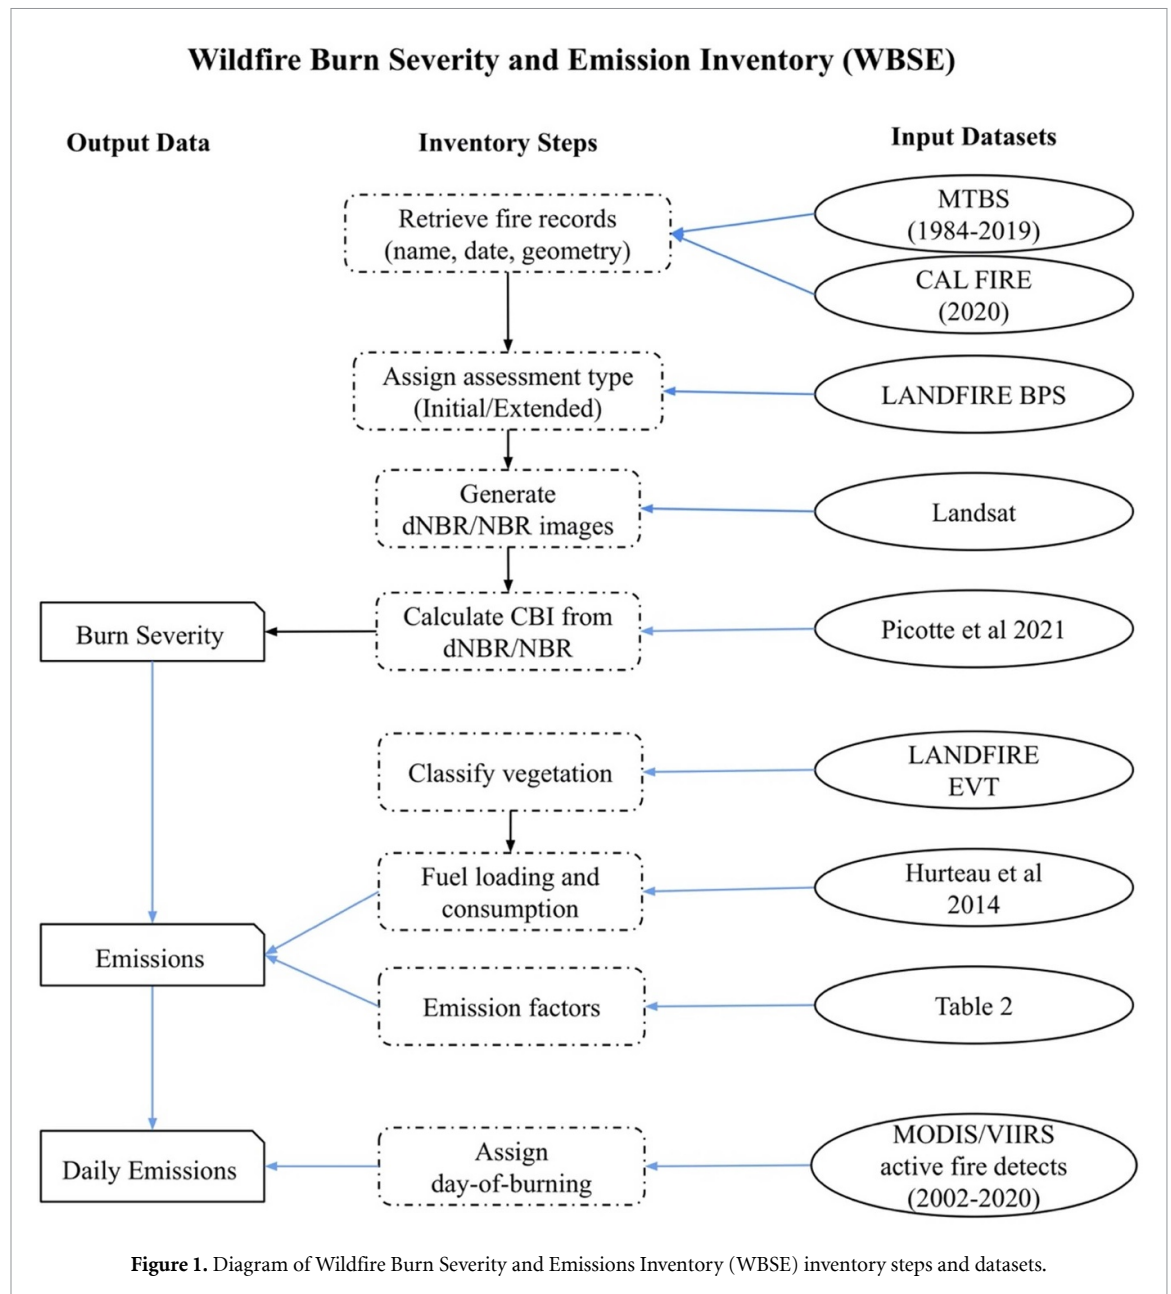 Wildfire Burn Severity and Emission Inventory (WBSE)
Output Data
Inventory Steps
Input Datasets
Retrieve fire records
(name, date, geometry)
MTBS
(1984-2019)
CAL FIRE
(2020)
Assign assessment type
(Initial/Extended)
LANDFIRE BPS
Generate
dNBR/NBR images
Landsat
Burn Severity
Calculate CBI from
dNBR/NBR
Picotte et al 2021
Classify vegetation
LANDFIRE
EVT
Fuel loading and
consumption
Hurteau et al
2014
Emissions
Emission factors
Table 2
Daily Emissions
Assign
day-of-burning
MODIS/VIIRS
active fire detects
(2002-2020)
Figure 1. Diagram of Wildfire Burn Severity and Emissions Inventory (WBSE) inventory steps and datasets.